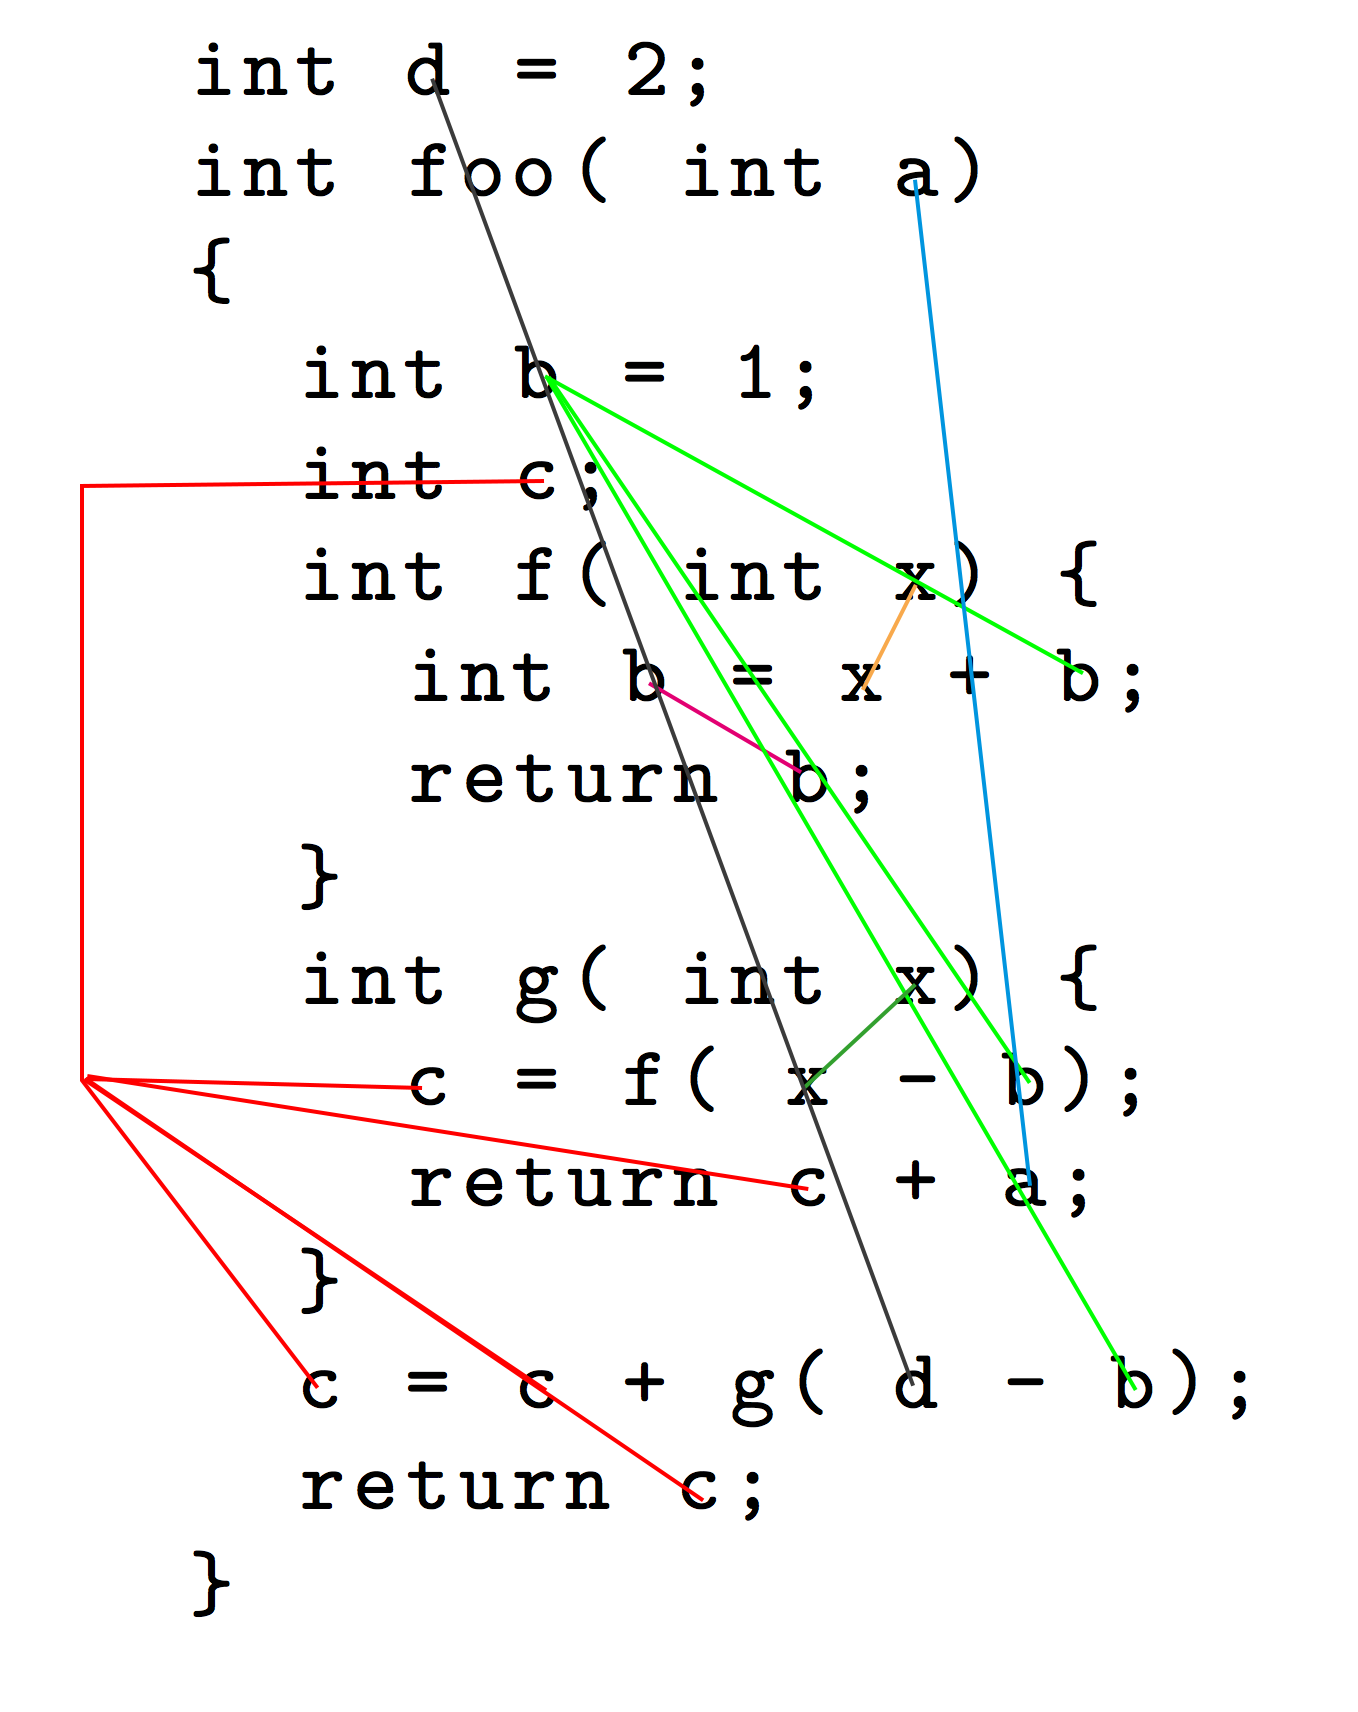 int d = 2;
int foo( int a)
{
int b = 1;
int c;
int f( int x) {
int b = x + b;
return b;
}
int g( int x) {
c = f( x - b);
return c + a;
}
c = c + g( d - b);
return c;
}